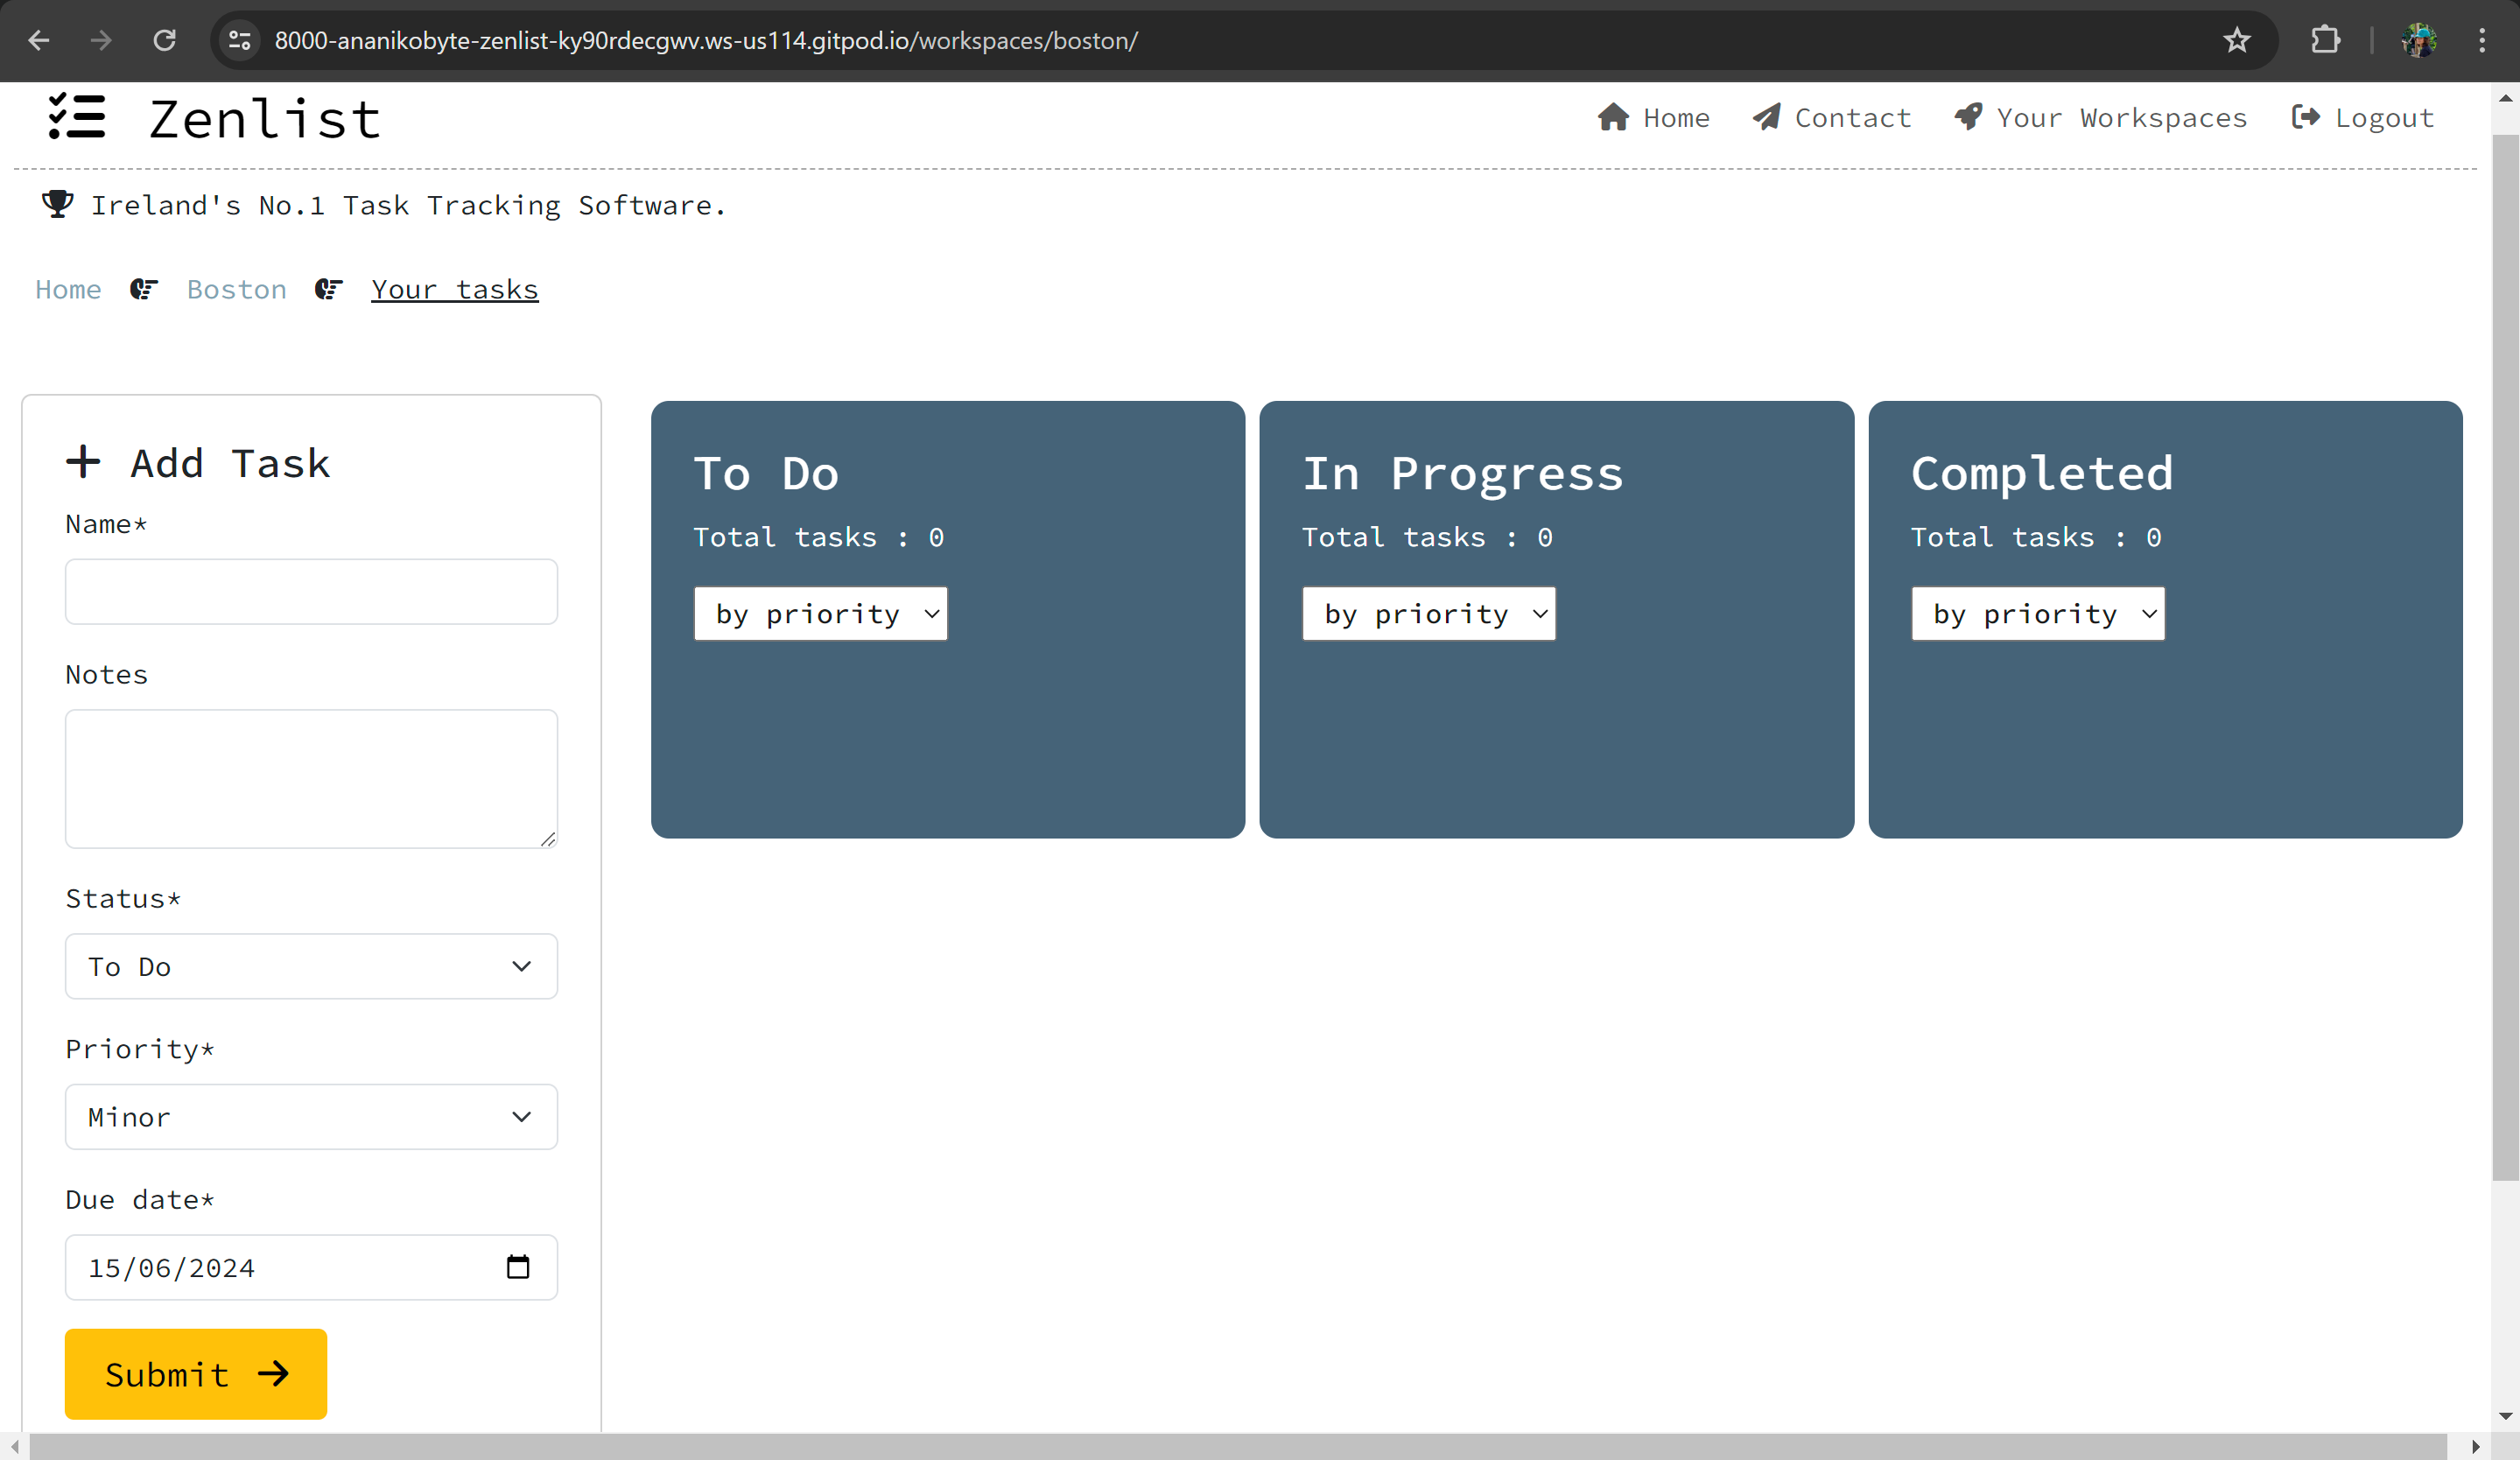 8000-ananikobyte-zenlist-ky90rdecgwv.ws-us114.gitpod.io/workspaces/boston/
Zenlist
Home Contact Your Workspaces Logout
Ireland's No.1 Task Tracking Software.
Home Boston Your tasks
+ Add Task
Name*
Notes
Status*
To Do
Priority*
Minor
Due date*
15/06/2024
Submit →
To Do
Total tasks : 0
by priority
In Progress
Total tasks : 0
by priority
Completed
Total tasks : 0
by priority